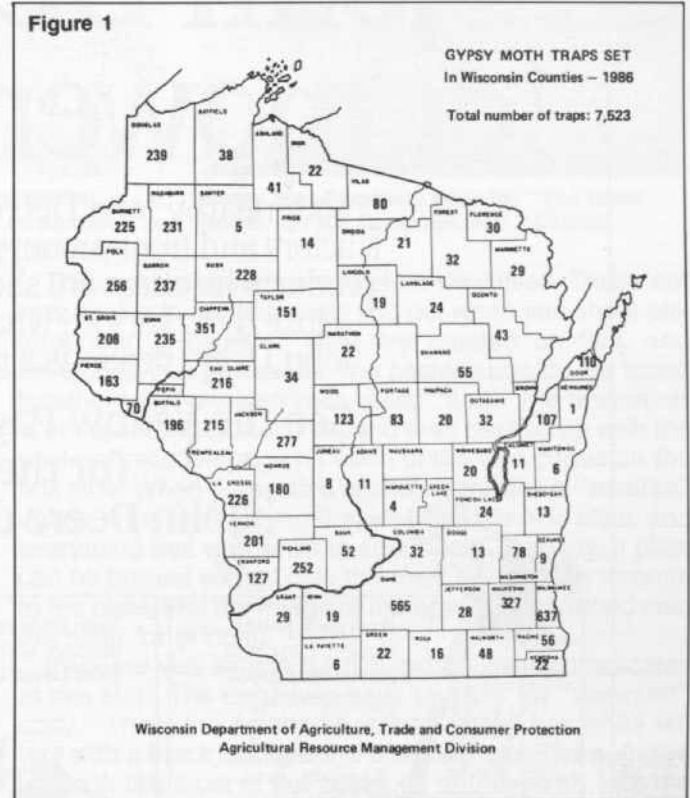 Figure 1
GYPSY MOTH TRAPS SET
In Wisconsin Counties – 1986
Total number of traps: 7,523
DOUGLAS
239
BAYFIELD
38
ASHLAND
41
IRON
22
VILAS
80
BURNETT
225
WASHBURN
231
SAWYER
5
PRICE
14
ONEIDA
21
FOREST
32
FLORENCE
30
MARINETTE
29
POLK
256
BARRON
237
RUSK
228
LINCOLN
19
LANGLADE
24
OCONTO
43
TAYLOR
151
ST. CROIX
206
DUNN
235
CHIPPEWA
351
MARATHON
22
SHAWANO
55
DOOR
110
PIERCE
163
PEPIN
70
EAU CLAIRE
216
CLARK
34
WOOD
123
PORTAGE
83
WAUPACA
20
OUTAGAMIE
32
BROWN
107
KEWAUNEE
1
BUFFALO
196
TREMPEALEAU
215
JACKSON
277
JUNEAU
8
ADAMS
11
WAUSHARA
WINNEBAGO
20
CALUMET
11
MANITOWOC
6
LA CROSSE
226
MONROE
180
MARQUETTE
4
GREEN
LAKE
FOND DU LAC
24
SHEBOYGAN
13
VERNON
201
SAUK
52
COLUMBIA
32
DODGE
13
WASHINGTON
78
OZAUKEE
CRAWFORD
127
RICHLAND
252
GRANT
29
IOWA
19
DANE
565
JEFFERSON
28
WAUKESHA
327
MILWAUKEE
637
LA FAYETTE
6
GREEN
22
ROCK
16
WALWORTH
48
RACINE
56
KENOSHA
22
Wisconsin Department of Agriculture, Trade and Consumer Protection
Agricultural Resource Management Division